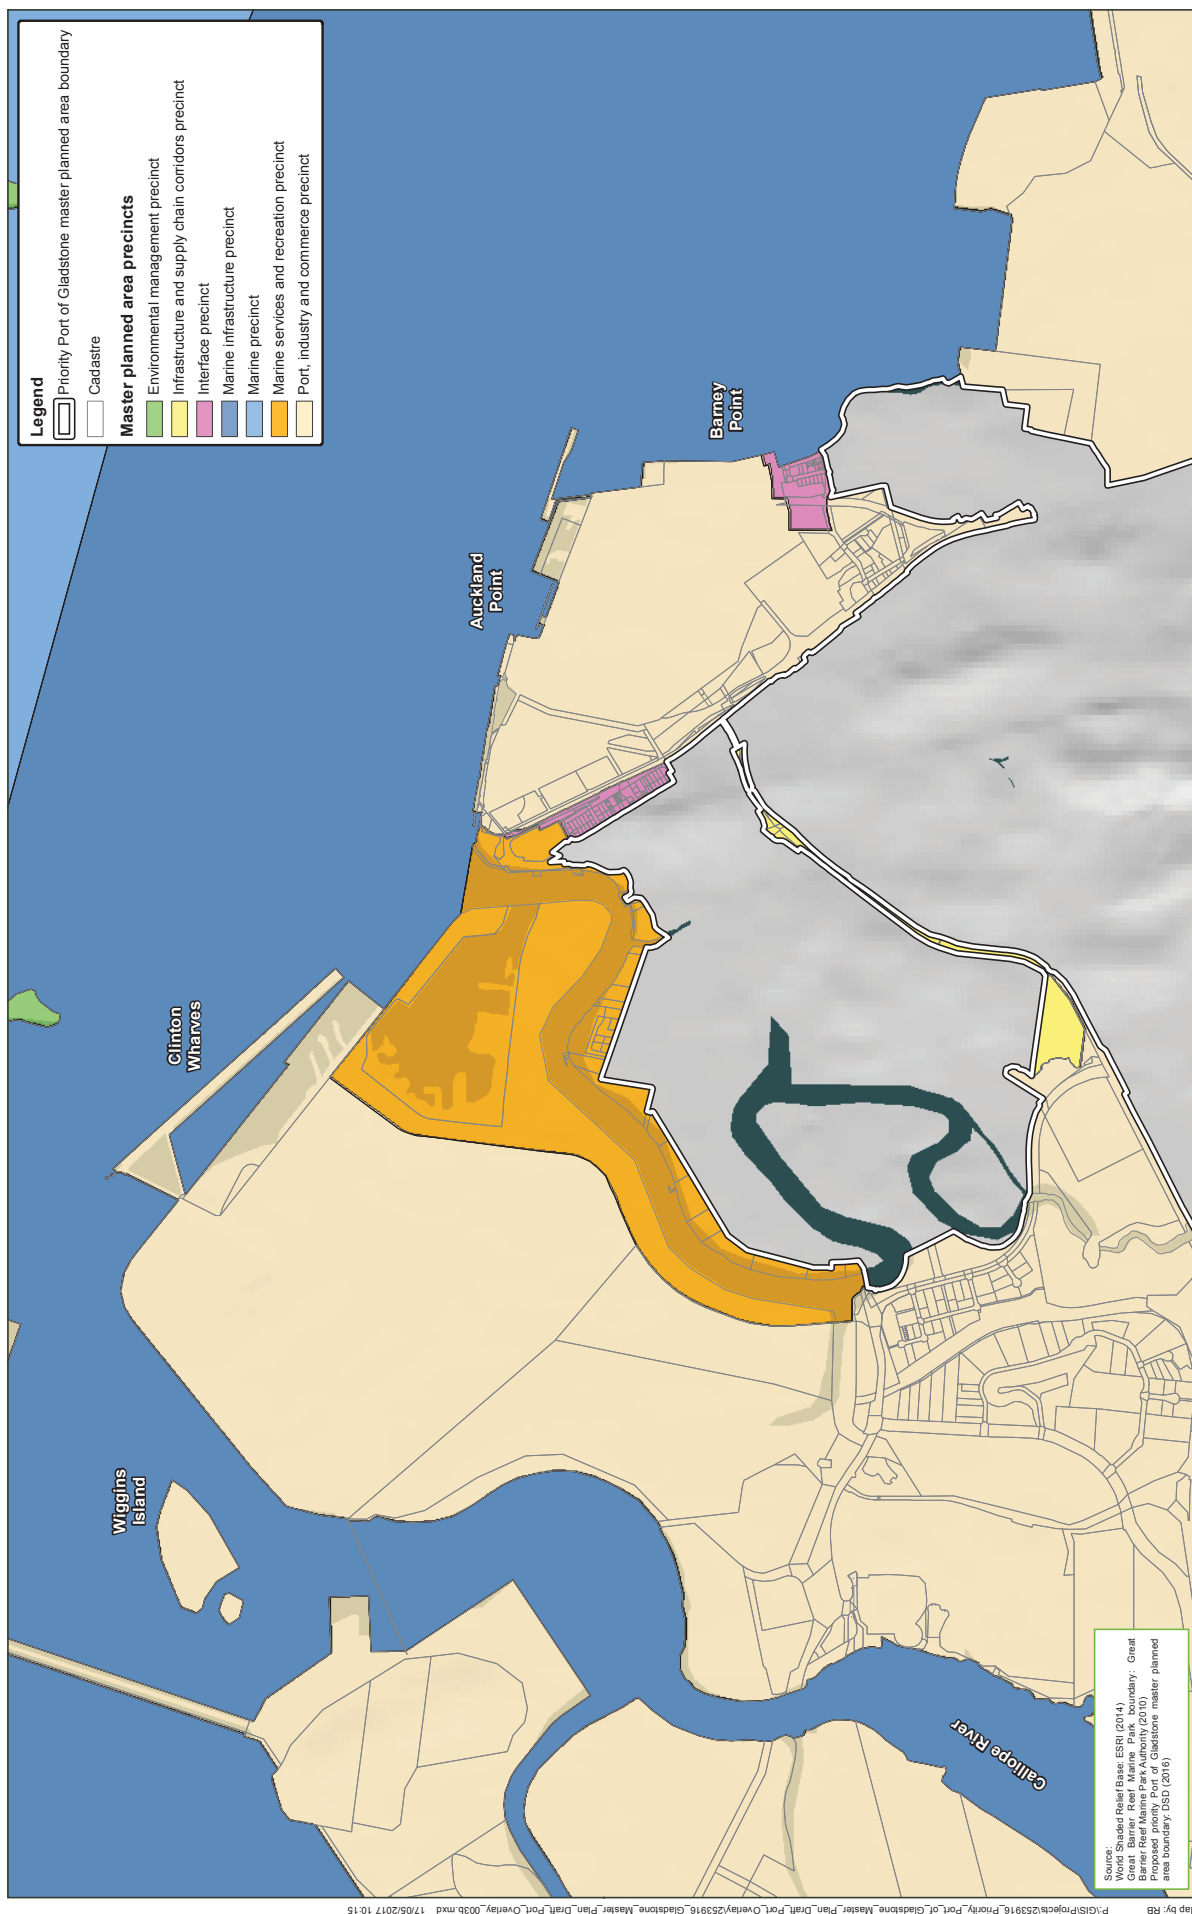 Legend
Priority Port of Gladstone master planned area boundary
Cadastre
Master planned area precincts
Environmental management precinct
Infrastructure and supply chain corridors precinct
Interface precinct
Marine infrastructure precinct
Marine precinct
Marine services and recreation precinct
Port, industry and commerce precinct
Wiggins
Island
Clinton
Wharves
Auckland
Point
Barney
Point
Calliope River
Source:
World Shaded Relief Base: ESRI (2014)
Great Barrier Reef Marine Park boundary: Great
Barrier Reef Marine Park Authority (2010)
Proposed priority Port of Gladstone master planned
area boundary: DSD (2016)
P:\GIS\Projects\253916_Priority_Port_of_Gladstone_Master_Plan_Draft_Port_Overlay\253916_Gladstone_Master_Plan_Draft_Port_Overlay_003b.mxd 17/05/2017 10:15
by: RB